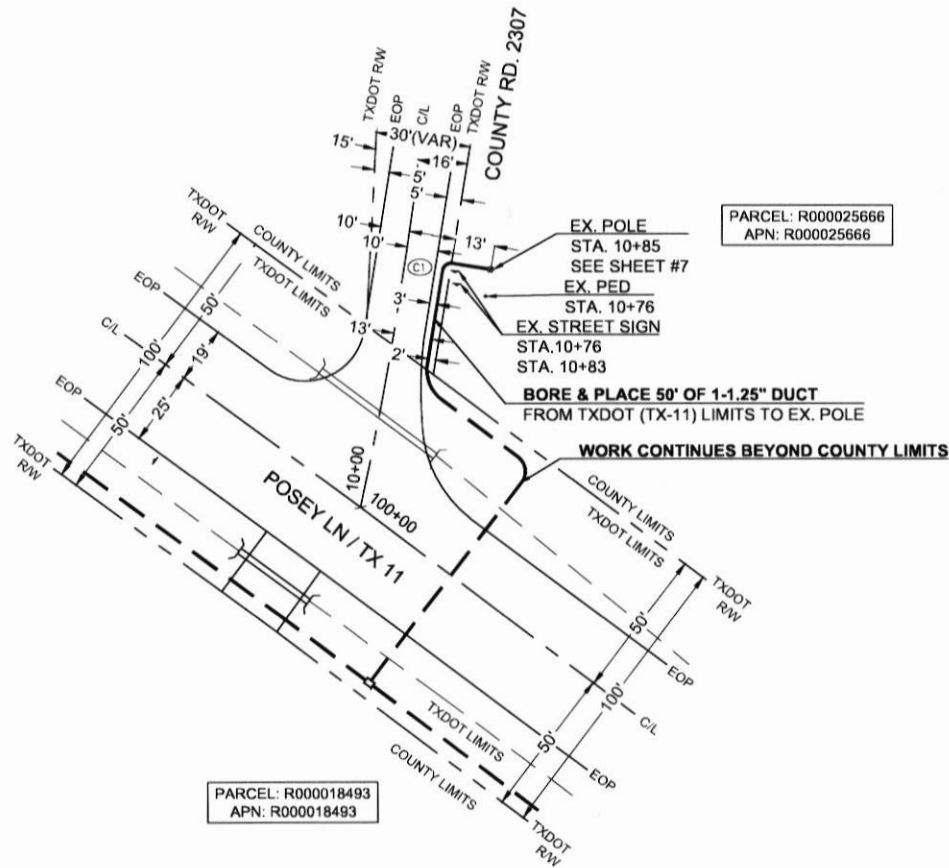 COUNTY RD. 2307
TXDOT R/W
EOP
C/L
EOP
TXDOT R/W
30'(VAR)
15'
16'
5'
5'
10'
10'
13'
C1
3'
13'
2'
EX. POLE
STA. 10+85
SEE SHEET #7
EX. PED
STA. 10+76
EX. STREET SIGN
STA.10+76
STA. 10+83
BORE & PLACE 50' OF 1-1.25" DUCT
FROM TXDOT (TX-11) LIMITS TO EX. POLE
WORK CONTINUES BEYOND COUNTY LIMITS
PARCEL: R000025666
APN: R000025666
TXDOT
R/W
COUNTY LIMITS
TXDOT LIMITS
EOP
C/L
EOP
TXDOT
R/W
50'
100'
19'
50'
25'
10+00
100+00
POSEY LN / TX 11
COUNTY LIMITS
TXDOT LIMITS
TXDOT
R/W
50'
100'
50'
EOP
C/L
EOP
TXDOT LIMITS
COUNTY LIMITS
TXDOT
R/W
PARCEL: R000018493
APN: R000018493